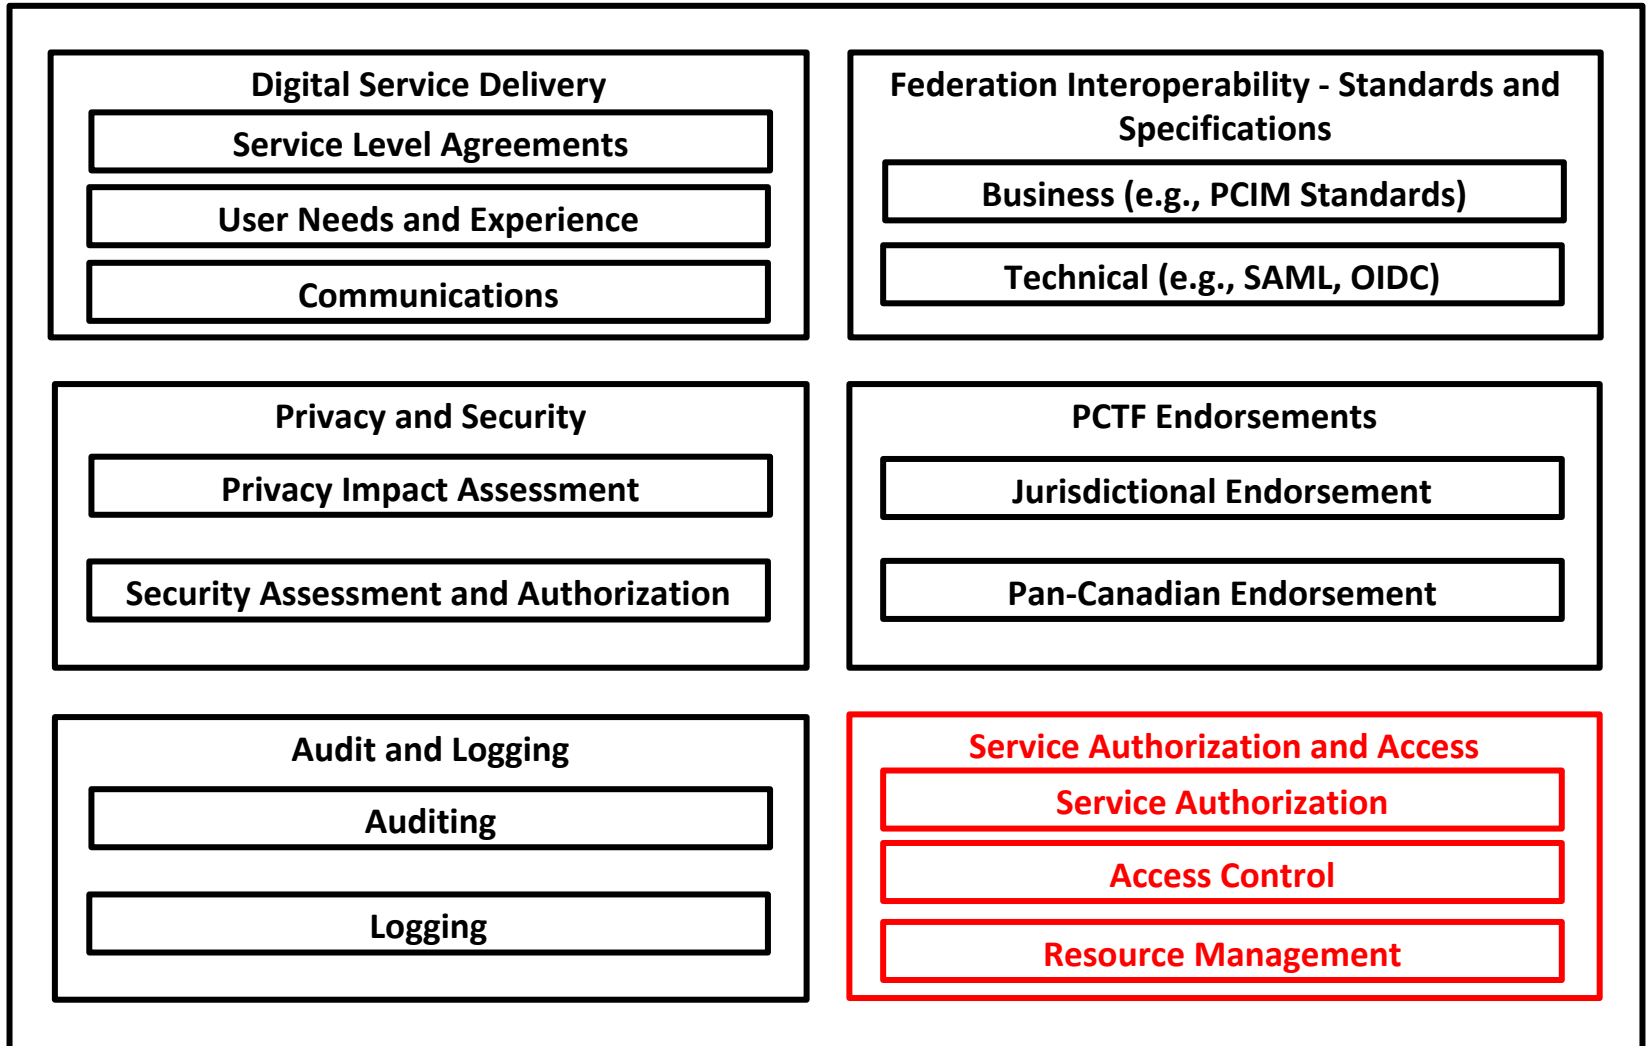 Digital Service Delivery
Service Level Agreements
User Needs and Experience
Communications
Federation Interoperability - Standards and
Specifications
Business (e.g., PCIM Standards)
Technical (e.g., SAML, OIDC)
Privacy and Security
Privacy Impact Assessment
Security Assessment and Authorization
PCTF Endorsements
Jurisdictional Endorsement
Pan-Canadian Endorsement
Audit and Logging
Auditing
Logging
Service Authorization and Access
Service Authorization
Access Control
Resource Management